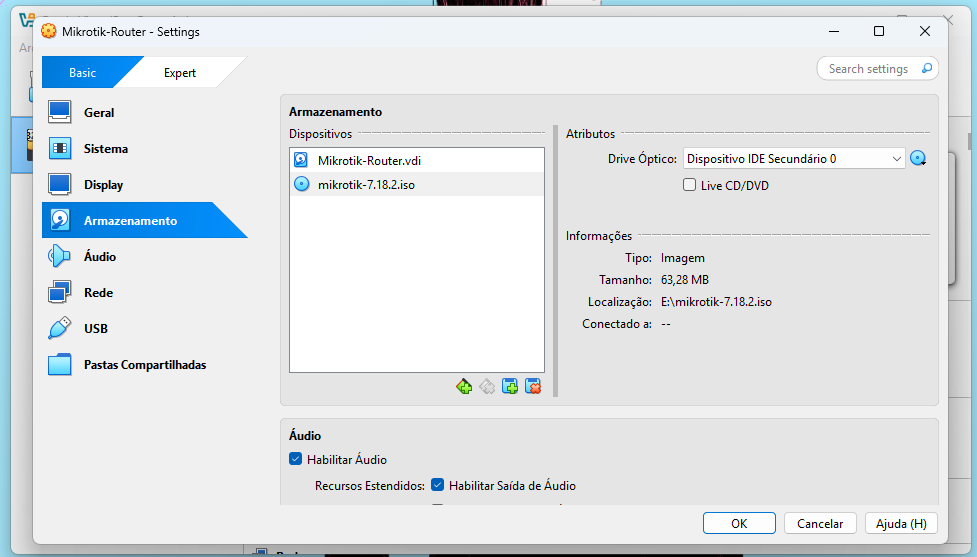 Mikrotik-Router - Settings
Basic
Expert
Search settings
Geral
Sistema
Display
Armazenamento
Áudio
Rede
USB
Pastas Compartilhadas
Armazenamento
Dispositivos
Mikrotik-Router.vdi
mikrotik-7.18.2.iso
Atributos
Drive Óptico: Dispositivo IDE Secundário 0
Live CD/DVD
Informações
Tipo: Imagem
Tamanho: 63,28 MB
Localização: E:\mikrotik-7.18.2.iso
Conectado a: --
Áudio
Habilitar Áudio
Recursos Estendidos: Habilitar Saída de Áudio
OK
Cancelar
Ajuda (H)